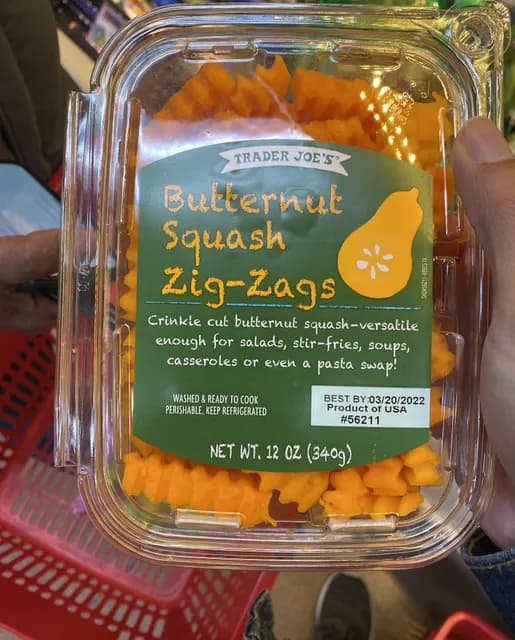 TRADER JOE'S
Butternut
Squash
Zig-Zags
Crinkle cut butternut squash-versatile
enough for salads, stir-fries, soups,
casseroles or even a pasta swap!
WASHED & READY TO COOK
PERISHABLE, KEEP REFRIGERATED
BEST BY:03/20/2022
Product of USA
#56211
NET WT. 12 OZ (340g)